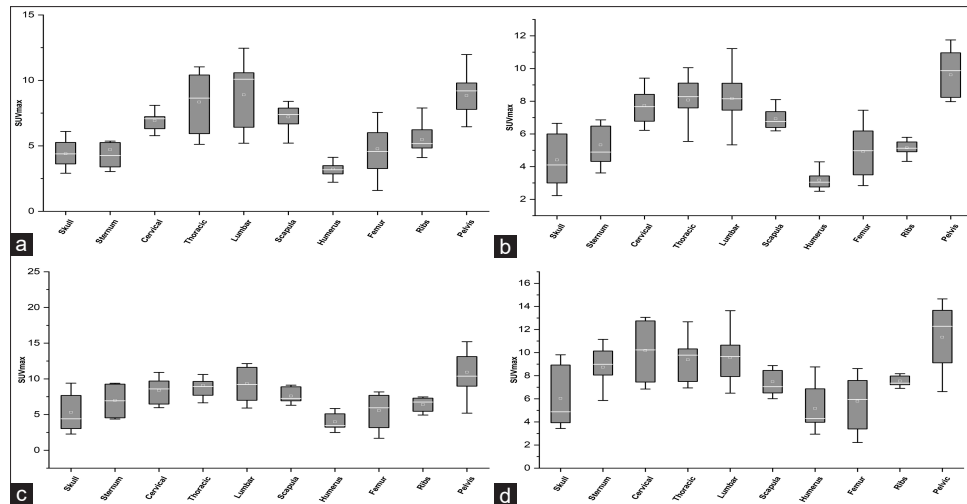 15
10
5
0
SUVmax
Skull
Sternum
Cervical
Thoracic
Lumbar
Scapula
Humerus
Femur
Ribs
Pelvis
a
12
10
8
6
4
2
SUVmax
Skull
Sternum
Cervical
Thoracic
Lumbar
Scapula
Humerus
Femur
Ribs
Pelvis
b
25
20
15
10
5
0
SUVmax
Skull
Sternum
Cervical
Thoracic
Lumbar
Scapula
Humerus
Femur
Ribs
Pelvis
c
16
14
12
10
8
6
4
2
0
SUVmax
Skull
Sternum
Cervical
Thoracic
Lumbar
Scapula
Humerus
Femur
Ribs
Pelvic
d